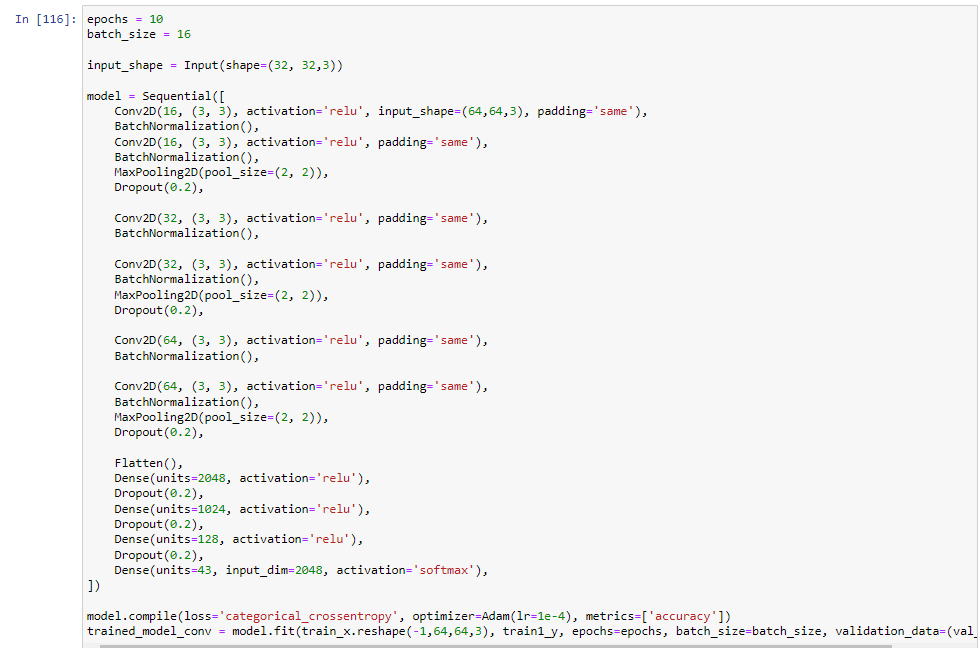 In [116]:
epochs = 10
batch_size = 16

input_shape = Input(shape=(32, 32,3))

model = Sequential([
    Conv2D(16, (3, 3), activation='relu', input_shape=(64,64,3), padding='same'),
    BatchNormalization(),
    Conv2D(16, (3, 3), activation='relu', padding='same'),
    BatchNormalization(),
    MaxPooling2D(pool_size=(2, 2)),
    Dropout(0.2),

    Conv2D(32, (3, 3), activation='relu', padding='same'),
    BatchNormalization(),

    Conv2D(32, (3, 3), activation='relu', padding='same'),
    BatchNormalization(),
    MaxPooling2D(pool_size=(2, 2)),
    Dropout(0.2),

    Conv2D(64, (3, 3), activation='relu', padding='same'),
    BatchNormalization(),

    Conv2D(64, (3, 3), activation='relu', padding='same'),
    BatchNormalization(),
    MaxPooling2D(pool_size=(2, 2)),
    Dropout(0.2),

    Flatten(),
    Dense(units=2048, activation='relu'),
    Dropout(0.2),
    Dense(units=1024, activation='relu'),
    Dropout(0.2),
    Dense(units=128, activation='relu'),
    Dropout(0.2),
    Dense(units=43, input_dim=2048, activation='softmax'),
])

model.compile(loss='categorical_crossentropy', optimizer=Adam(lr=1e-4), metrics=['accuracy'])
trained_model_conv = model.fit(train_x.reshape(-1,64,64,3), train1_y, epochs=epochs, batch_size=batch_size, validation_data=(val_